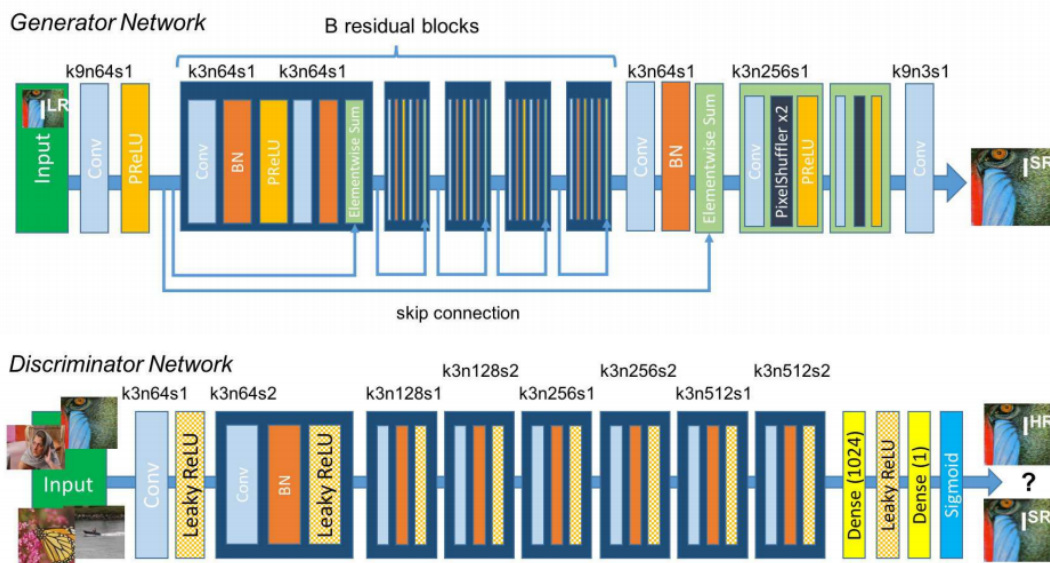 Generator Network
B residual blocks
k9n64s1
k3n64s1
k3n64s1
k3n64s1
k3n256s1
k9n3s1
I LR
Input
Conv
PReLU
Conv
BN
PReLU
Elementwise Sum
Conv
BN
Elementwise Sum
Conv
PixelShuffler x2
PReLU
Conv
I SR
skip connection
Discriminator Network
k3n64s1
k3n64s2
k3n128s1
k3n128s2
k3n256s1
k3n256s2
k3n512s1
k3n512s2
Input
Conv
Leaky ReLU
Conv
BN
Leaky ReLU
Dense (1024)
Leaky ReLU
Dense (1)
Sigmoid
I HR
?
I SR